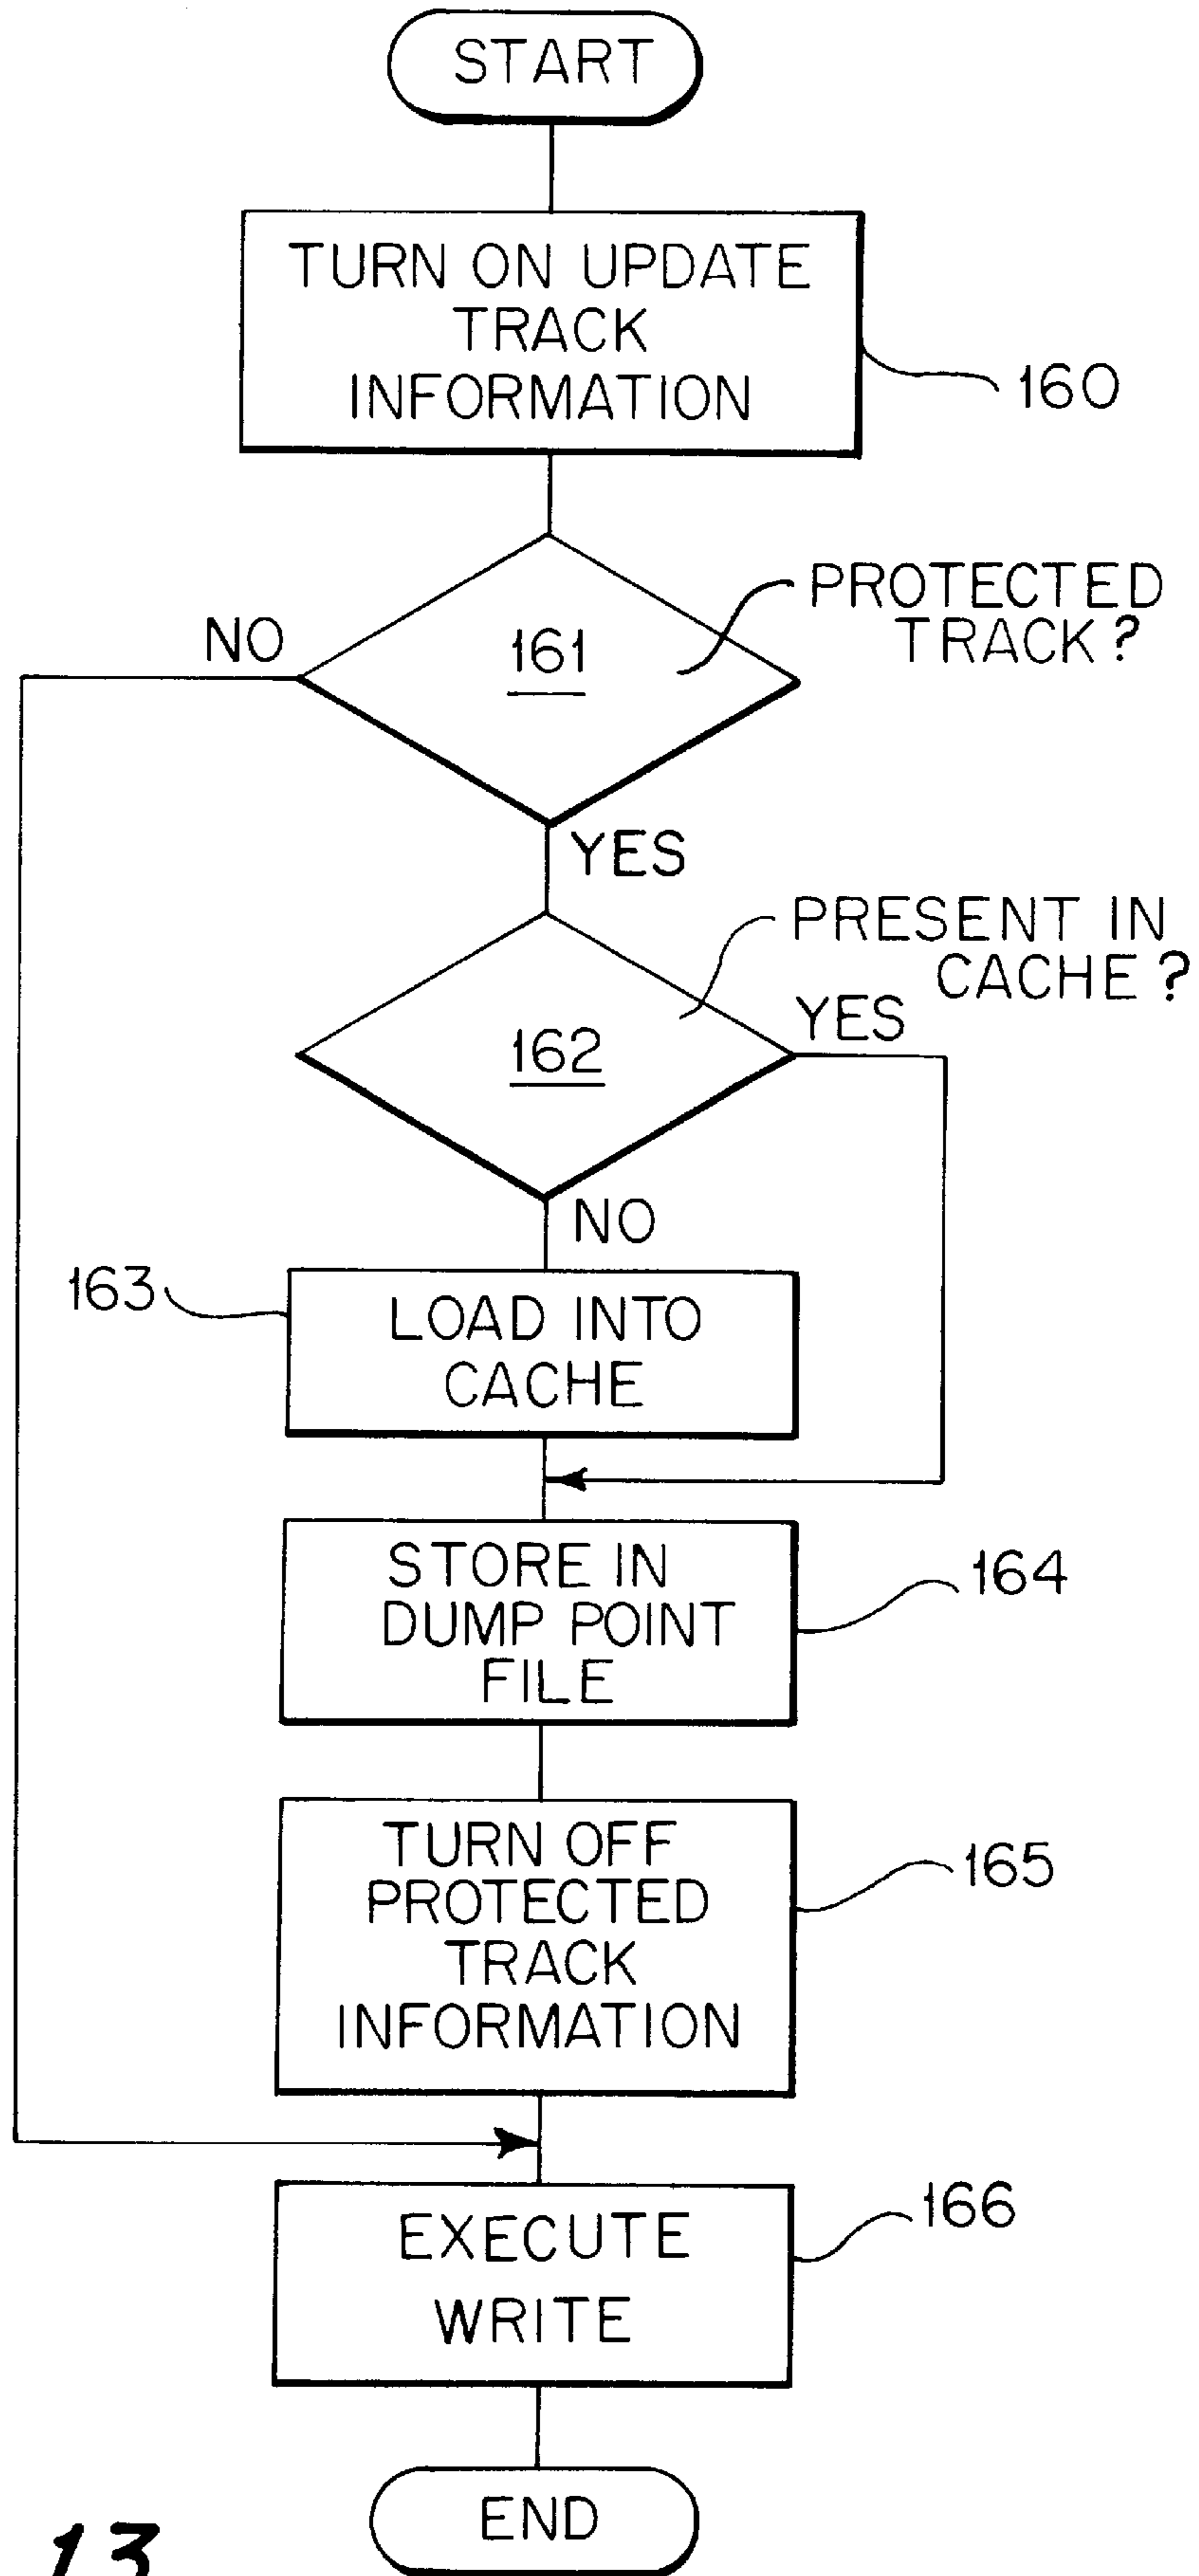 START
TURN ON UPDATE
TRACK
INFORMATION
160
PROTECTED
TRACK?
NO
161
YES
PRESENT IN
CACHE?
YES
162
NO
163
LOAD INTO
CACHE
STORE IN
DUMP POINT
FILE
164
TURN OFF
PROTECTED
TRACK
INFORMATION
165
EXECUTE
WRITE
166
END
13